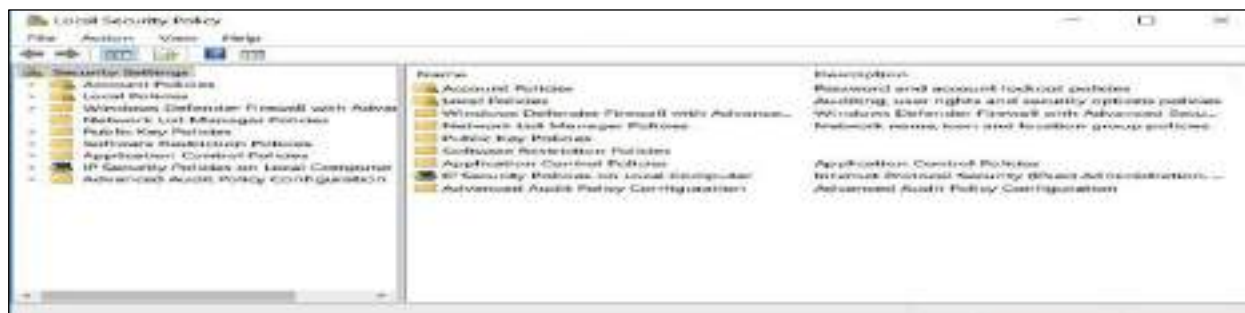 Local Security Policy
File Action View Help
Security Settings
Account Policies
Local Policies
Windows Defender Firewall with Advan
Network List Manager Policies
Public Key Policies
Software Restriction Policies
Application Control Policies
IP Security Policies on Local Computer
Advanced Audit Policy Configuration
Name Description
Account Policies Password and account lockout policies
Local Policies Auditing, user rights and security options policies
Windows Defender Firewall with Advance... Windows Defender Firewall with Advanced Secu...
Network List Manager Policies Network name, icon and location group policies
Public Key Policies
Software Restriction Policies
Application Control Policies Application Control Policies
IP Security Policies on Local Computer Internet Protocol Security (IPsec) Administration...
Advanced Audit Policy Configuration Advanced Audit Policy Configuration